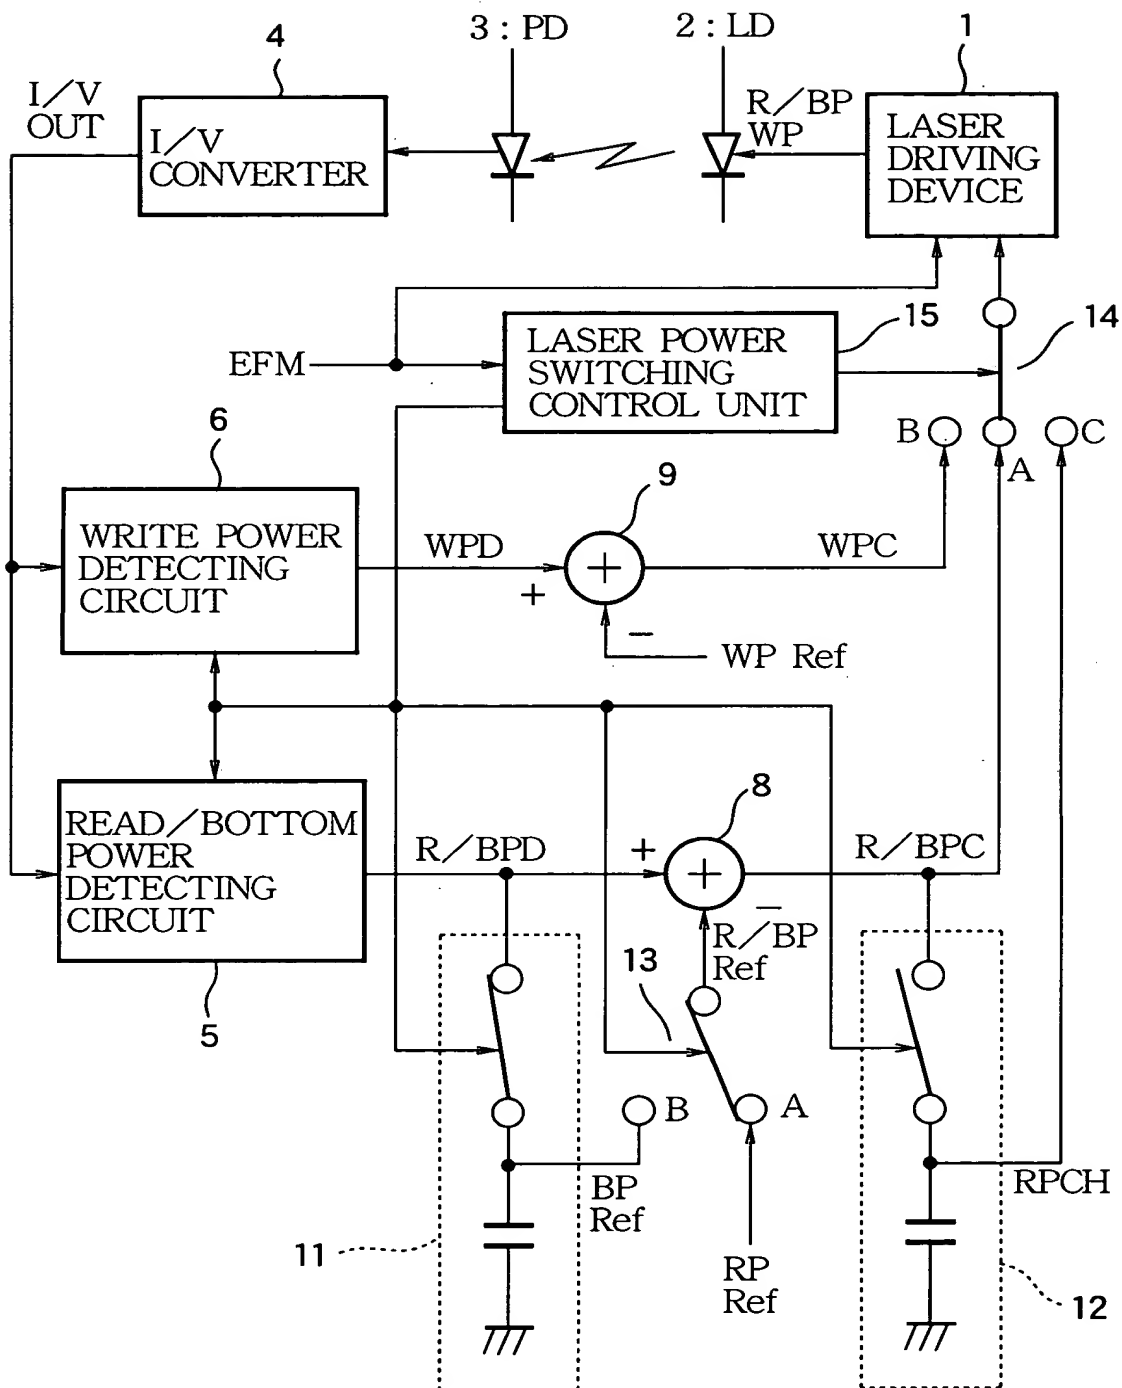 3 : PD
2 : LD
1
4
I/V
OUT
I/V
CONVERTER
R/BP
WP
LASER
DRIVING
DEVICE
15
14
EFM
LASER POWER
SWITCHING
CONTROL UNIT
B
A
C
6
9
WRITE POWER
DETECTING
CIRCUIT
WPD
+
+
WPC
−
WP Ref
8
READ/BOTTOM
POWER
DETECTING
CIRCUIT
R/BPD
+
+
R/BPC
−
R/BP
Ref
5
13
B
A
BP
Ref
RPCH
11
RP
Ref
12